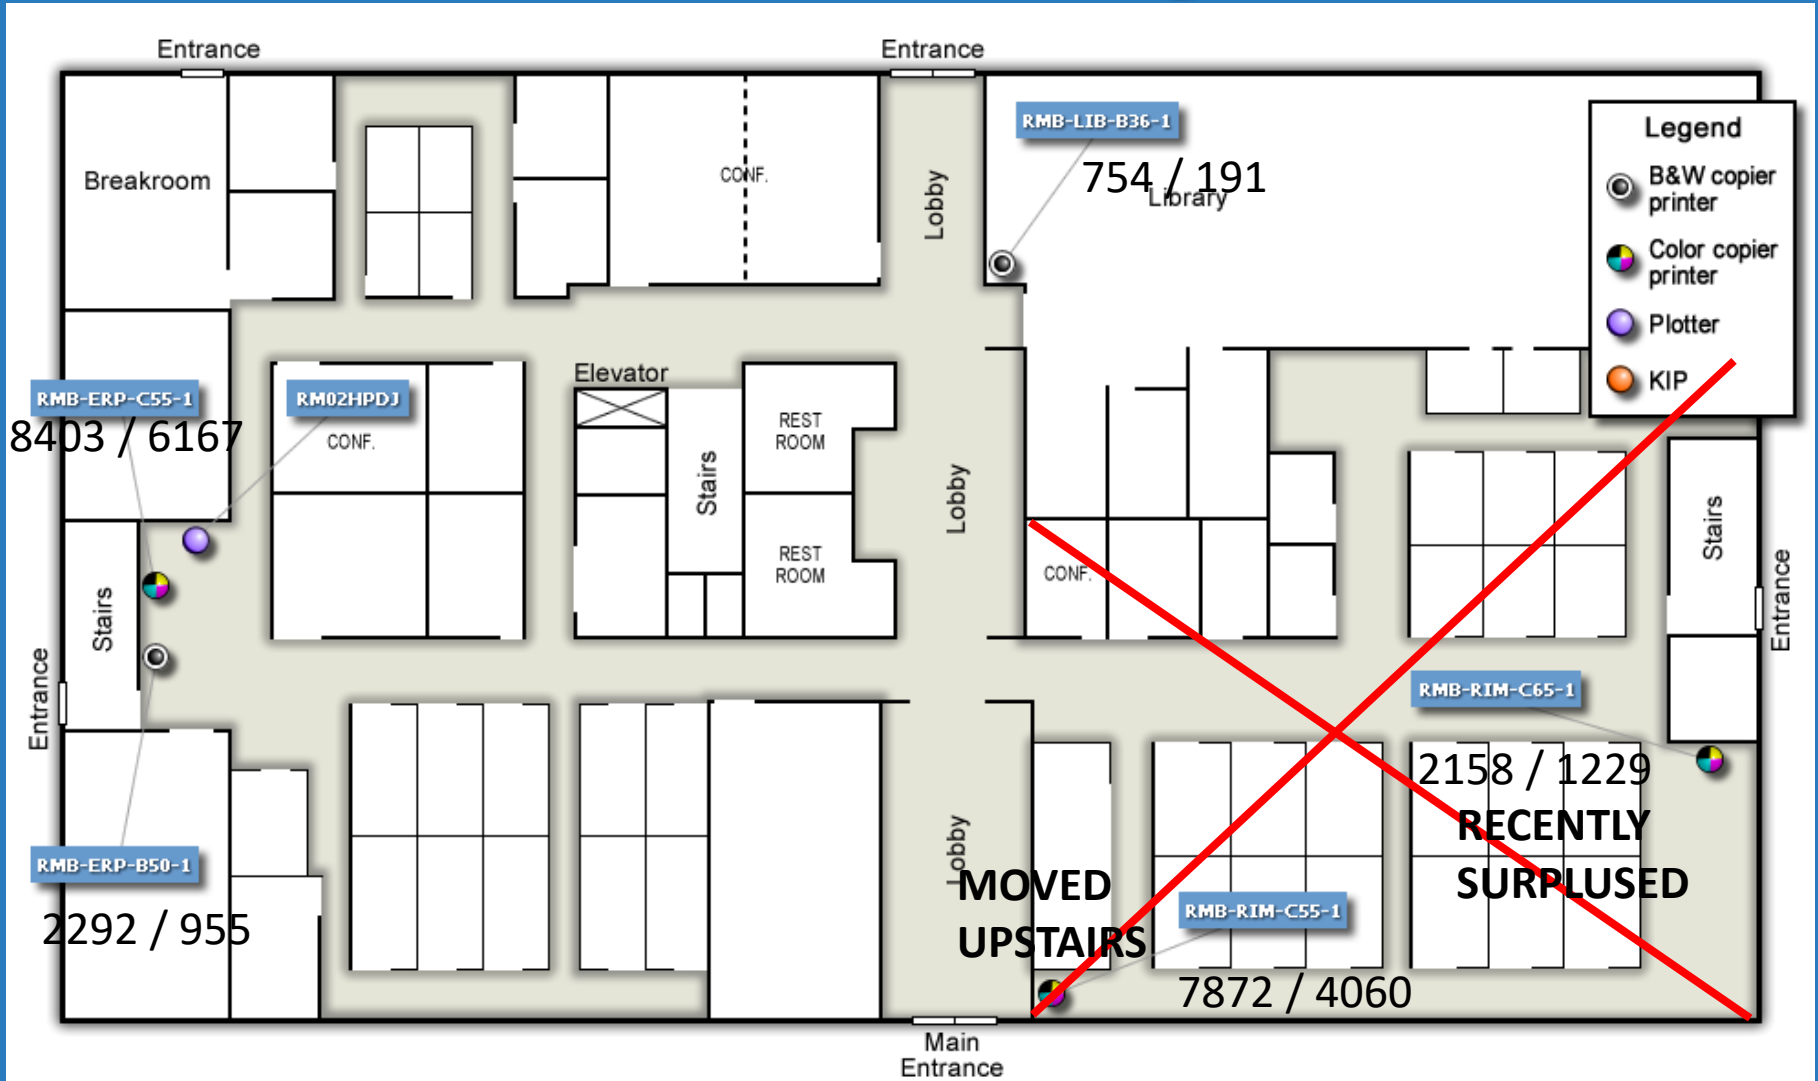 Entrance
Entrance
RMB-LIB-B36-1
754 / 191
Library
Legend
B&W copier
printer
Color copier
printer
Plotter
KIP
Breakroom
CONF.
Lobby
Elevator
RMB-ERP-C55-1
8403 / 6167
RM02HPDJ
CONF.
REST
ROOM
Stairs
Lobby
REST
ROOM
CONF.
Stairs
Stairs
Entrance
Entrance
RMB-RIM-C65-1
2158 / 1229
RECENTLY
SURPLUSED
RMB-ERP-B50-1
2292 / 955
Lobby
MOVED
UPSTAIRS
RMB-RIM-C55-1
7872 / 4060
Main
Entrance